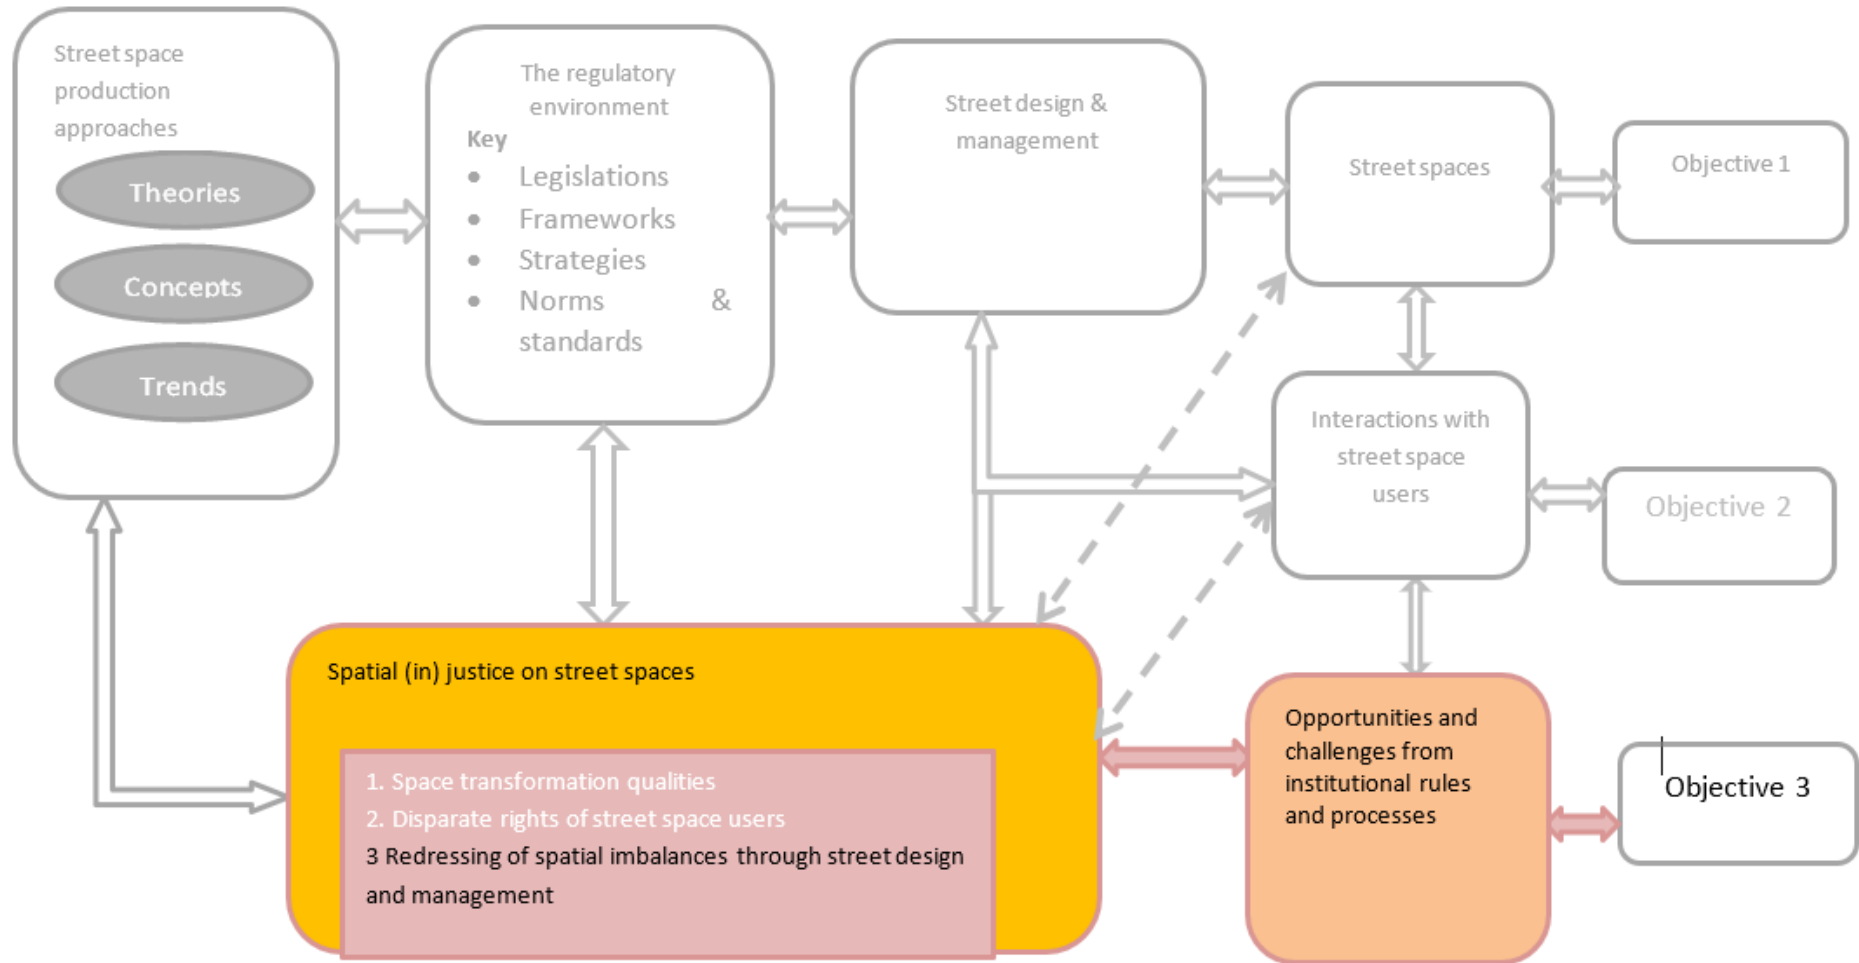 Street space
production
approaches
Theories
Concepts
Trends
The regulatory
environment
Key
• Legislations
• Frameworks
• Strategies
• Norms &
standards
Street design &
management
Street spaces
Objective 1
Interactions with
street space
users
Objective 2
Spatial (in) justice on street spaces
1. Space transformation qualities
2. Disparate rights of street space users
3 Redressing of spatial imbalances through street design
and management
Opportunities and
challenges from
institutional rules
and processes
Objective 3